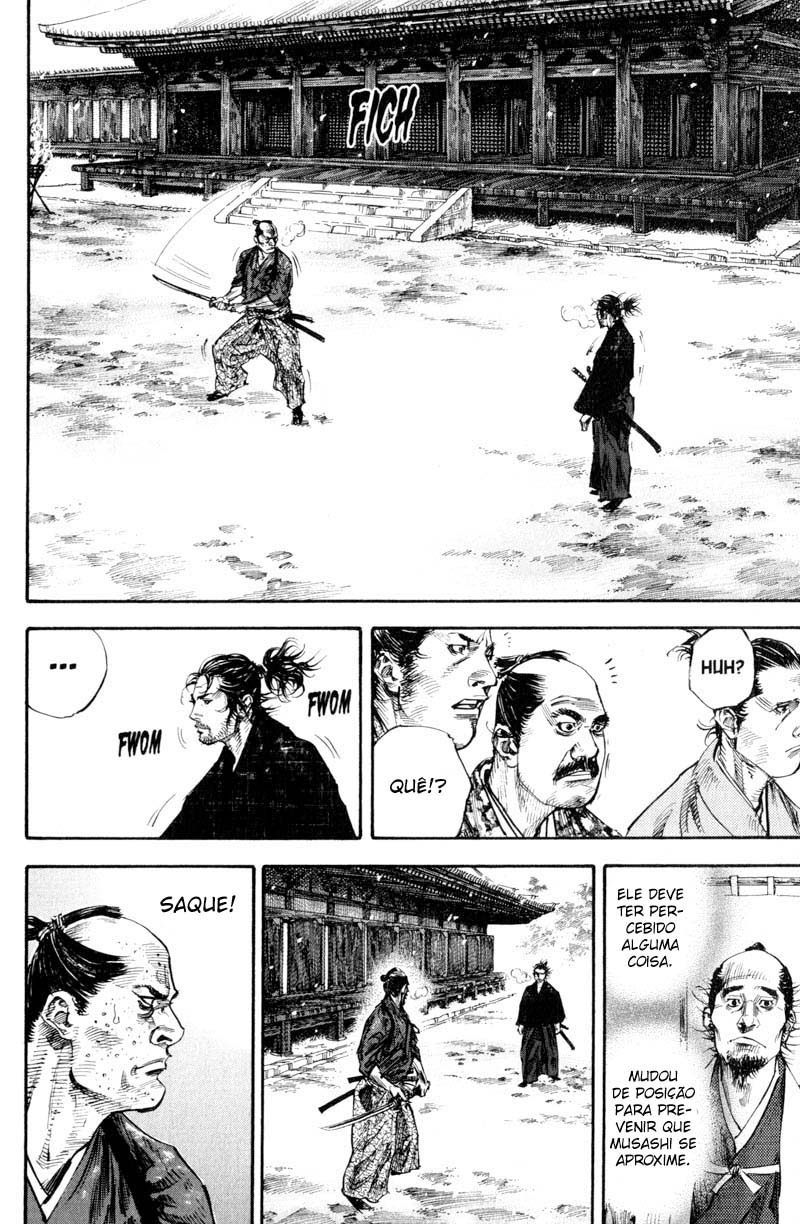 FICH
HUH?
QUÊ!?
FWOM
FWOM
...
ELE DEVE
TER PER-
CEBIDO
ALGUMA
COISA.
MUDOU
DE POSIÇÃO
PARA PRE-
VENIR QUE
MUSASHI SE
APROXIME.
SAQUE!